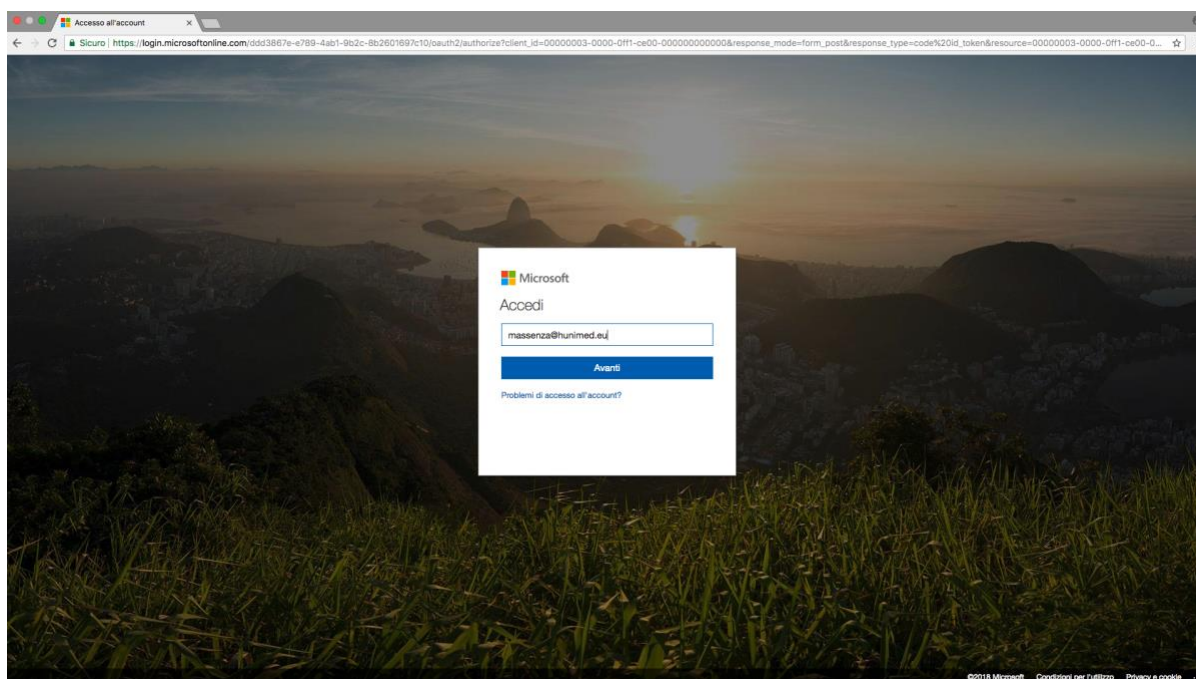 Accesso all'account
Sicuro | https://login.microsoftonline.com/ddd3867e-e789-4ab1-9b2c-8b2601697c10/oauth2/authorize?client_id=00000003-0000-0ff1-ce00-000000000000&response_mode=form_post&response_type=code%20id_token&resource=00000003-0000-0ff1-ce00-0...
Microsoft
Accedi
massenza@hunimed.eu
Avanti
Problemi di accesso all'account?
©2018 Microsoft Condizioni per l'utilizzo Privacy e cookie